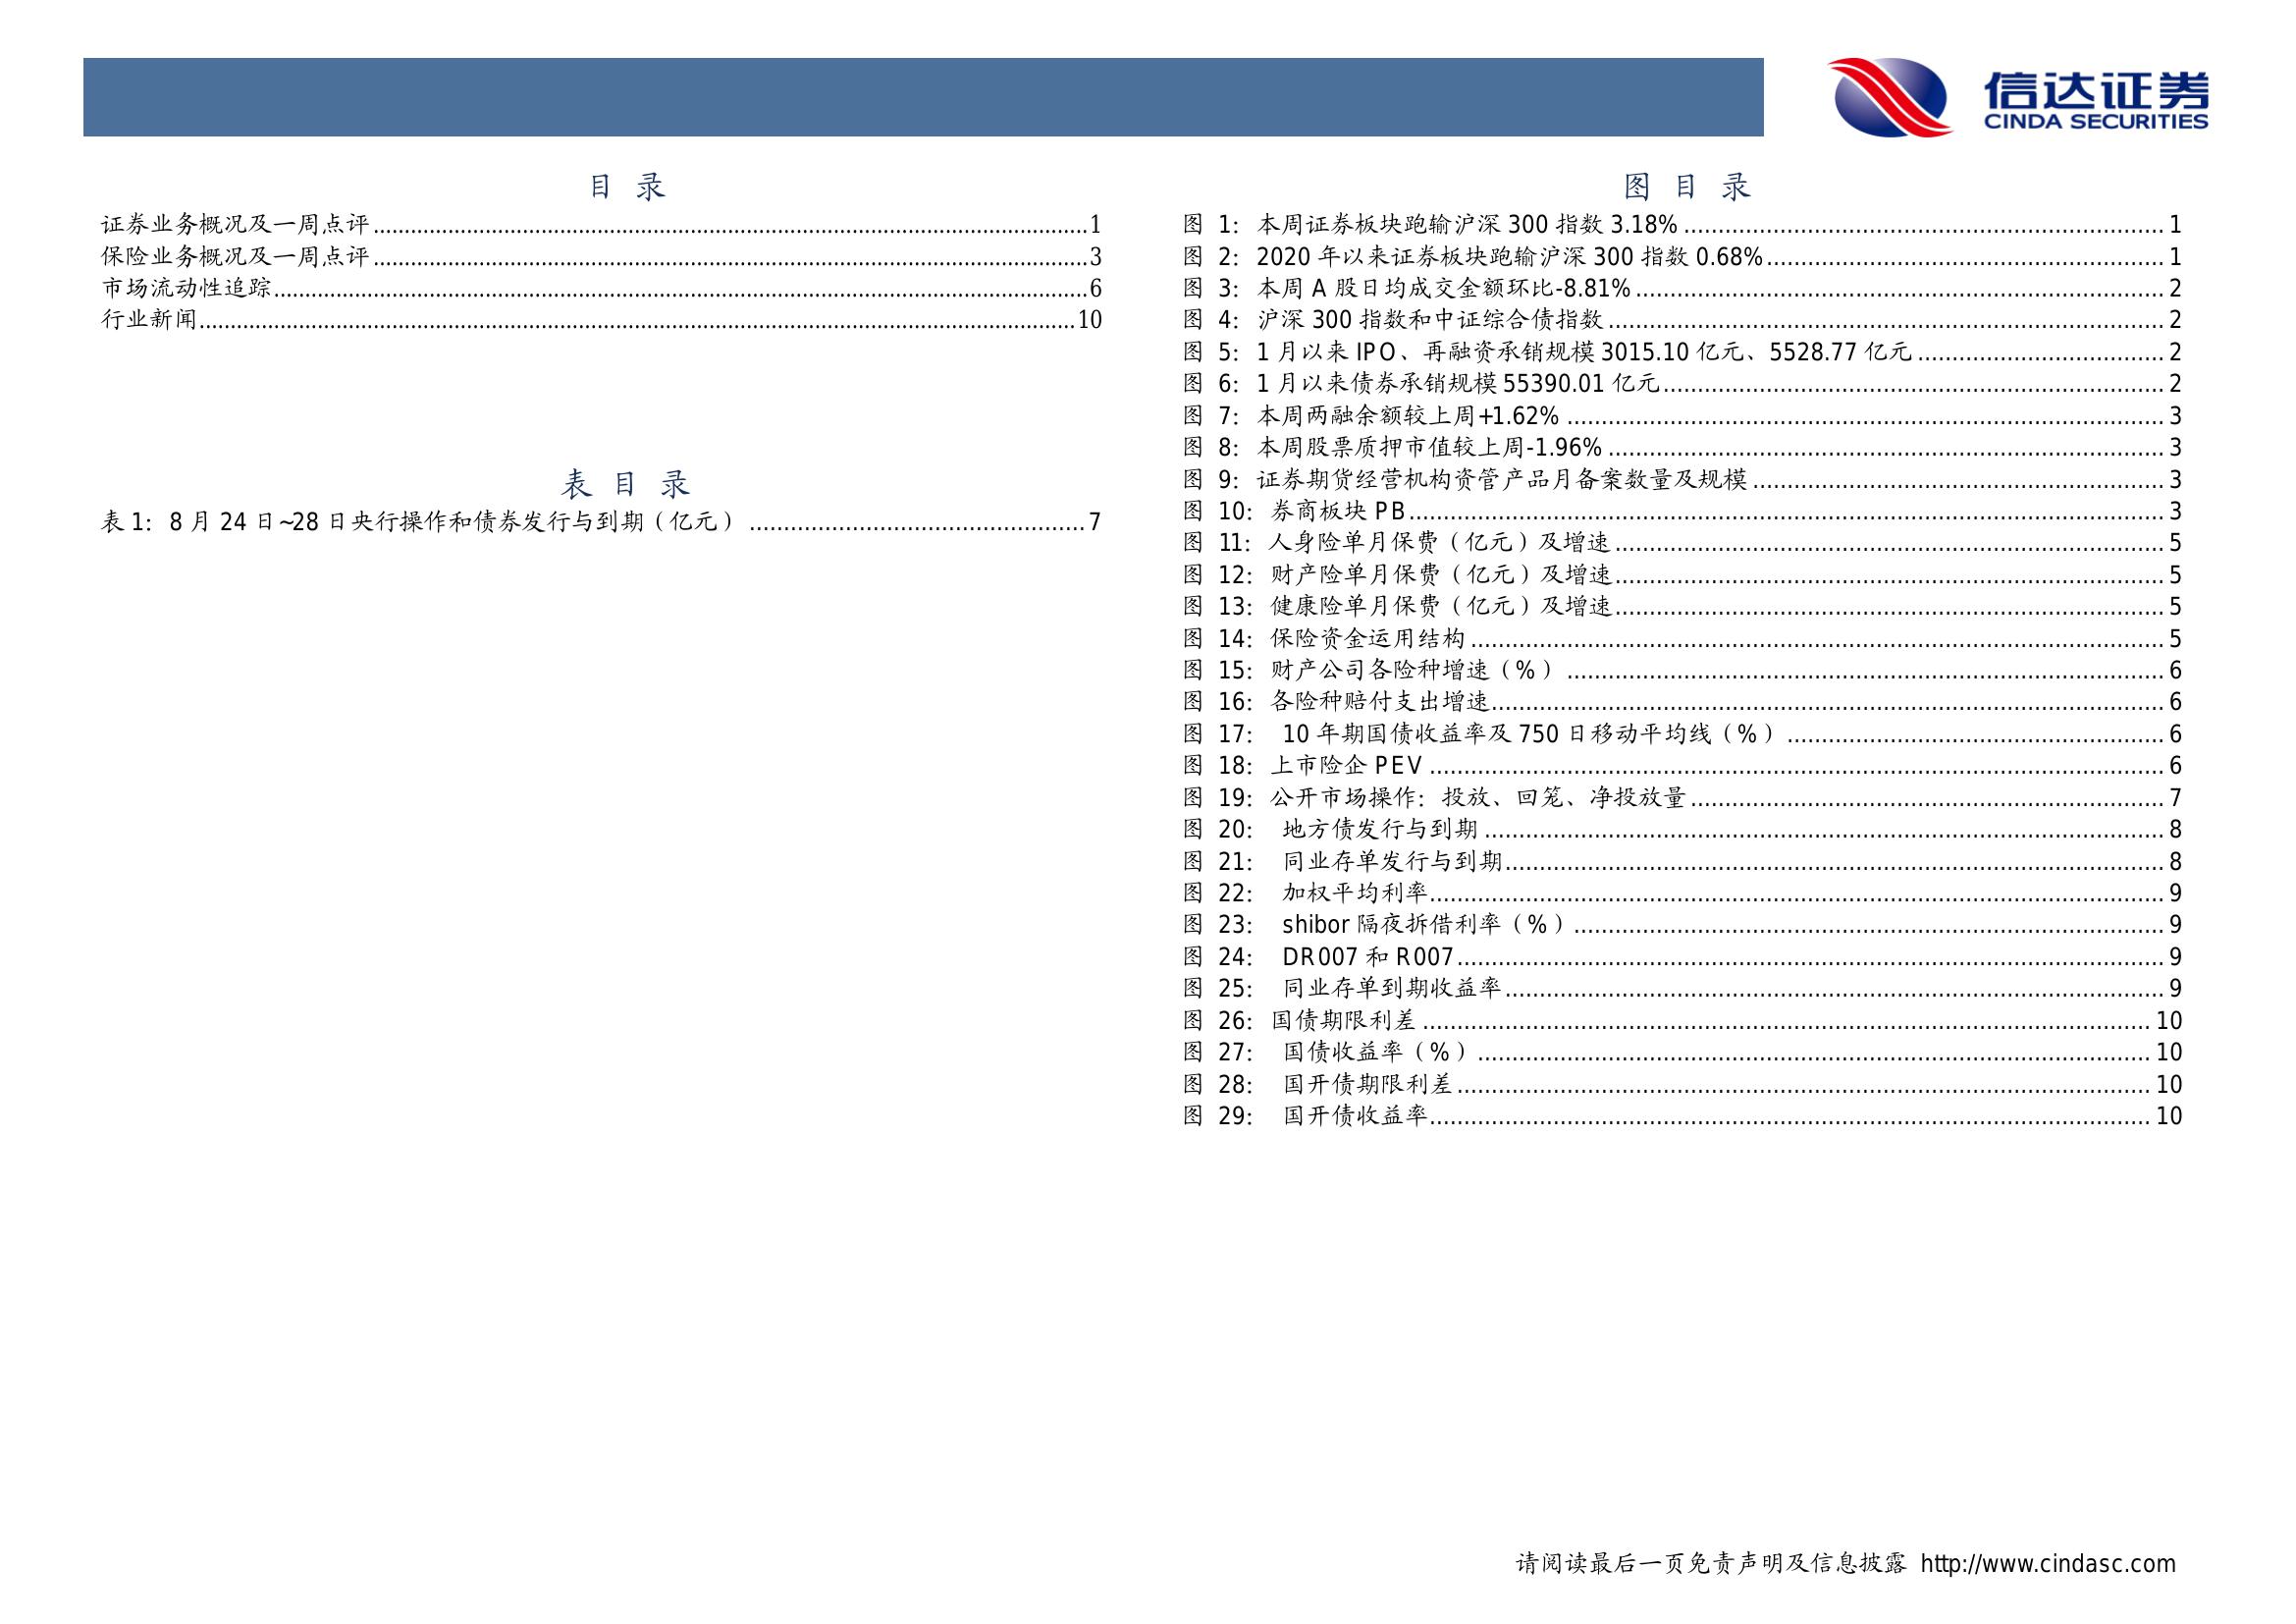 信达证券
CINDA SECURITIES
目 录
证券业务概况及一周点评 1
保险业务概况及一周点评 3
市场流动性追踪 6
行业新闻 10
表 目 录
表 1：8 月 24 日~28 日央行操作和债券发行与到期（亿元） 7
图 目 录
图 1：本周证券板块跑输沪深 300 指数 3.18% 1
图 2：2020 年以来证券板块跑输沪深 300 指数 0.68% 1
图 3：本周 A 股日均成交金额环比-8.81% 2
图 4：沪深 300 指数和中证综合债指数 2
图 5：1 月以来 IPO、再融资承销规模 3015.10 亿元、5528.77 亿元 2
图 6：1 月以来债券承销规模 55390.01 亿元 2
图 7：本周两融余额较上周+1.62% 3
图 8：本周股票质押市值较上周-1.96% 3
图 9：证券期货经营机构资管产品月备案数量及规模 3
图 10：券商板块 PB 3
图 11：人身险单月保费（亿元）及增速 5
图 12：财产险单月保费（亿元）及增速 5
图 13：健康险单月保费（亿元）及增速 5
图 14：保险资金运用结构 5
图 15：财产公司各险种增速（%） 6
图 16：各险种赔付支出增速 6
图 17： 10 年期国债收益率及 750 日移动平均线（%） 6
图 18：上市险企 PEV 6
图 19：公开市场操作：投放、回笼、净投放量 7
图 20： 地方债发行与到期 8
图 21： 同业存单发行与到期 8
图 22： 加权平均利率 9
图 23： shibor 隔夜拆借利率（%） 9
图 24： DR007 和 R007 9
图 25： 同业存单到期收益率 9
图 26：国债期限利差 10
图 27： 国债收益率（%） 10
图 28： 国开债期限利差 10
图 29： 国开债收益率 10
请阅读最后一页免责声明及信息披露 http://www.cindasc.com